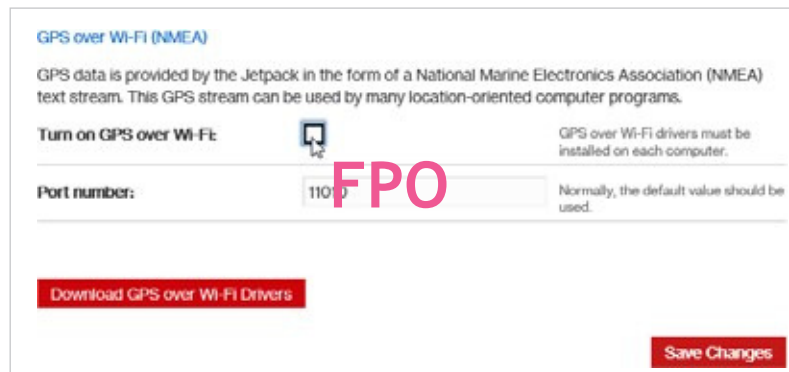 GPS over Wi-Fi (NMEA)
GPS data is provided by the Jetpack in the form of a National Marine Electronics Association (NMEA)
text stream. This GPS stream can be used by many location-oriented computer programs.
Turn on GPS over Wi-Fi:
GPS over Wi-Fi drivers must be
installed on each computer.
FPO
Port number:
Normally, the default value should be
used.
Download GPS over Wi-Fi Drivers
Save Changes